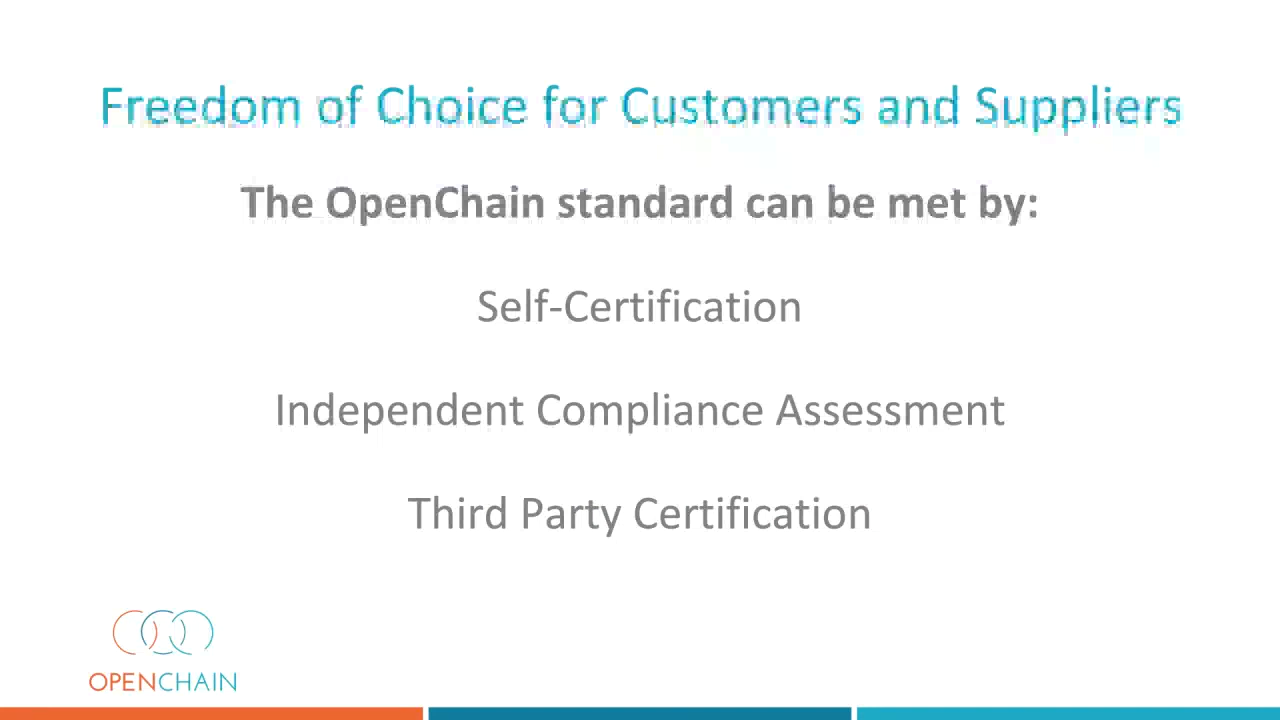 Freedom of Choice for Customers and Suppliers
The OpenChain standard can be met by:
Self-Certification
Independent Compliance Assessment
Third Party Certification
OPENCHAIN